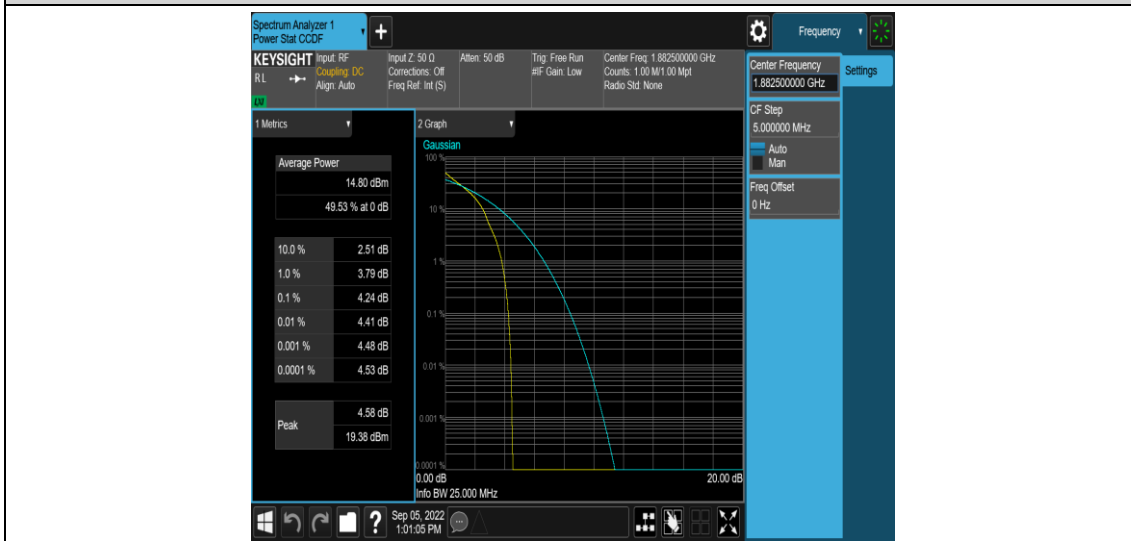 Spectrum Analyzer 1
Power Stat CCDF
+
Frequency
KEYSIGHT
RL
LXI
Input: RF
Coupling: DC
Align: Auto
Input Z: 50 Ω
Corrections: Off
Freq Ref: Int (S)
Atten: 50 dB
Trig: Free Run
#IF Gain: Low
Center Freq: 1.882500000 GHz
Counts: 1.00 M/1.00 Mpt
Radio Std: None
Center Frequency
1.882500000 GHz
Settings
CF Step
5.000000 MHz
Auto
Man
Freq Offset
0 Hz
1 Metrics
Average Power
14.80 dBm
49.53 % at 0 dB
10.0 % 2.51 dB
1.0 % 3.79 dB
0.1 % 4.24 dB
0.01 % 4.41 dB
0.001 % 4.48 dB
0.0001 % 4.53 dB
Peak
4.58 dB
19.38 dBm
2 Graph
Gaussian
100 %
10 %
1 %
0.1 %
0.01 %
0.001 %
0.0001 %
0.00 dB 20.00 dB
Info BW 25.000 MHz
?
Sep 05, 2022
1:01:05 PM